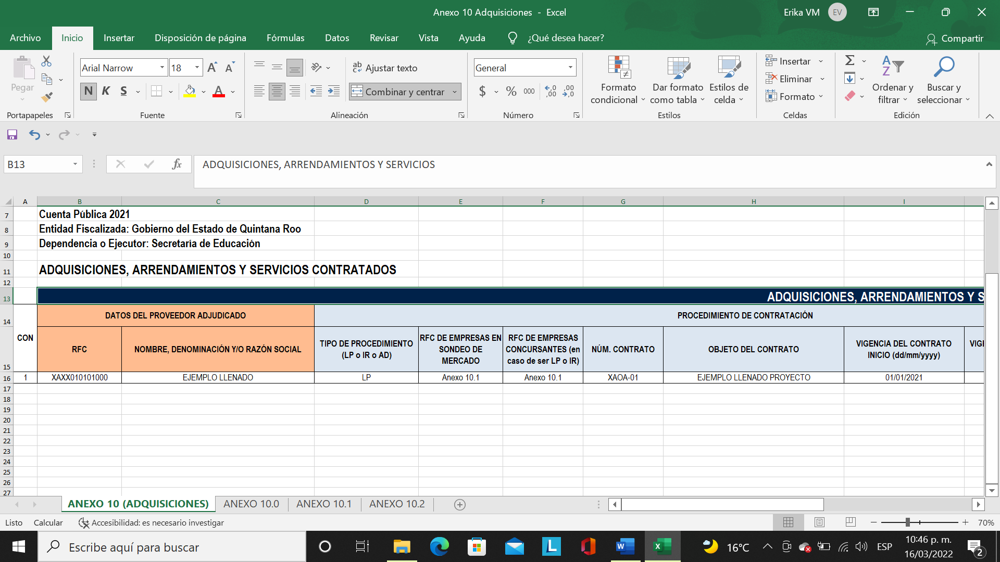 Anexo 10 Adquisiciones - Excel
Erika VM EV
Archivo Inicio Insertar Disposición de página Fórmulas Datos Revisar Vista Ayuda ¿Qué desea hacer? Compartir
Pegar
Portapapeles
Arial Narrow 18 A A
N K S A
Fuente
ab Ajustar texto
Combinar y centrar
Alineación
General
$ % 000 ,00 ,00
Número
Formato condicional
Dar formato como tabla
Estilos de celda
Estilos
Insertar
Eliminar
Formato
Celdas
Ordenar y filtrar
Buscar y seleccionar
Edición
B13 fx ADQUISICIONES, ARRENDAMIENTOS Y SERVICIOS
A B C D E F G H I
7 Cuenta Pública 2021
8 Entidad Fiscalizada: Gobierno del Estado de Quintana Roo
9 Dependencia o Ejecutor: Secretaría de Educación
10
11 ADQUISICIONES, ARRENDAMIENTOS Y SERVICIOS CONTRATADOS
12
13 ADQUISICIONES, ARRENDAMIENTOS Y S
14 DATOS DEL PROVEEDOR ADJUDICADO PROCEDIMIENTO DE CONTRATACIÓN
CON
15 RFC NOMBRE, DENOMINACIÓN Y/O RAZÓN SOCIAL TIPO DE PROCEDIMIENTO (LP o IR o AD) RFC DE EMPRESAS EN SONDEO DE MERCADO RFC DE EMPRESAS CONCURSANTES (en caso de ser LP o IR) NÚM. CONTRATO OBJETO DEL CONTRATO VIGENCIA DEL CONTRATO INICIO (dd/mm/yyyy) VIGI
16 1 XAXX010101000 EJEMPLO LLENADO LP Anexo 10.1 Anexo 10.1 XAOA-01 EJEMPLO LLENADO PROYECTO 01/01/2021
17
18
19
20
21
22
23
24
25
26
27
ANEXO 10 (ADQUISICIONES) ANEXO 10.0 ANEXO 10.1 ANEXO 10.2
Listo Calcular Accesibilidad: es necesario investigar 70%
Escribe aquí para buscar
16°C ESP
10:46 p. m.
16/03/2022
2